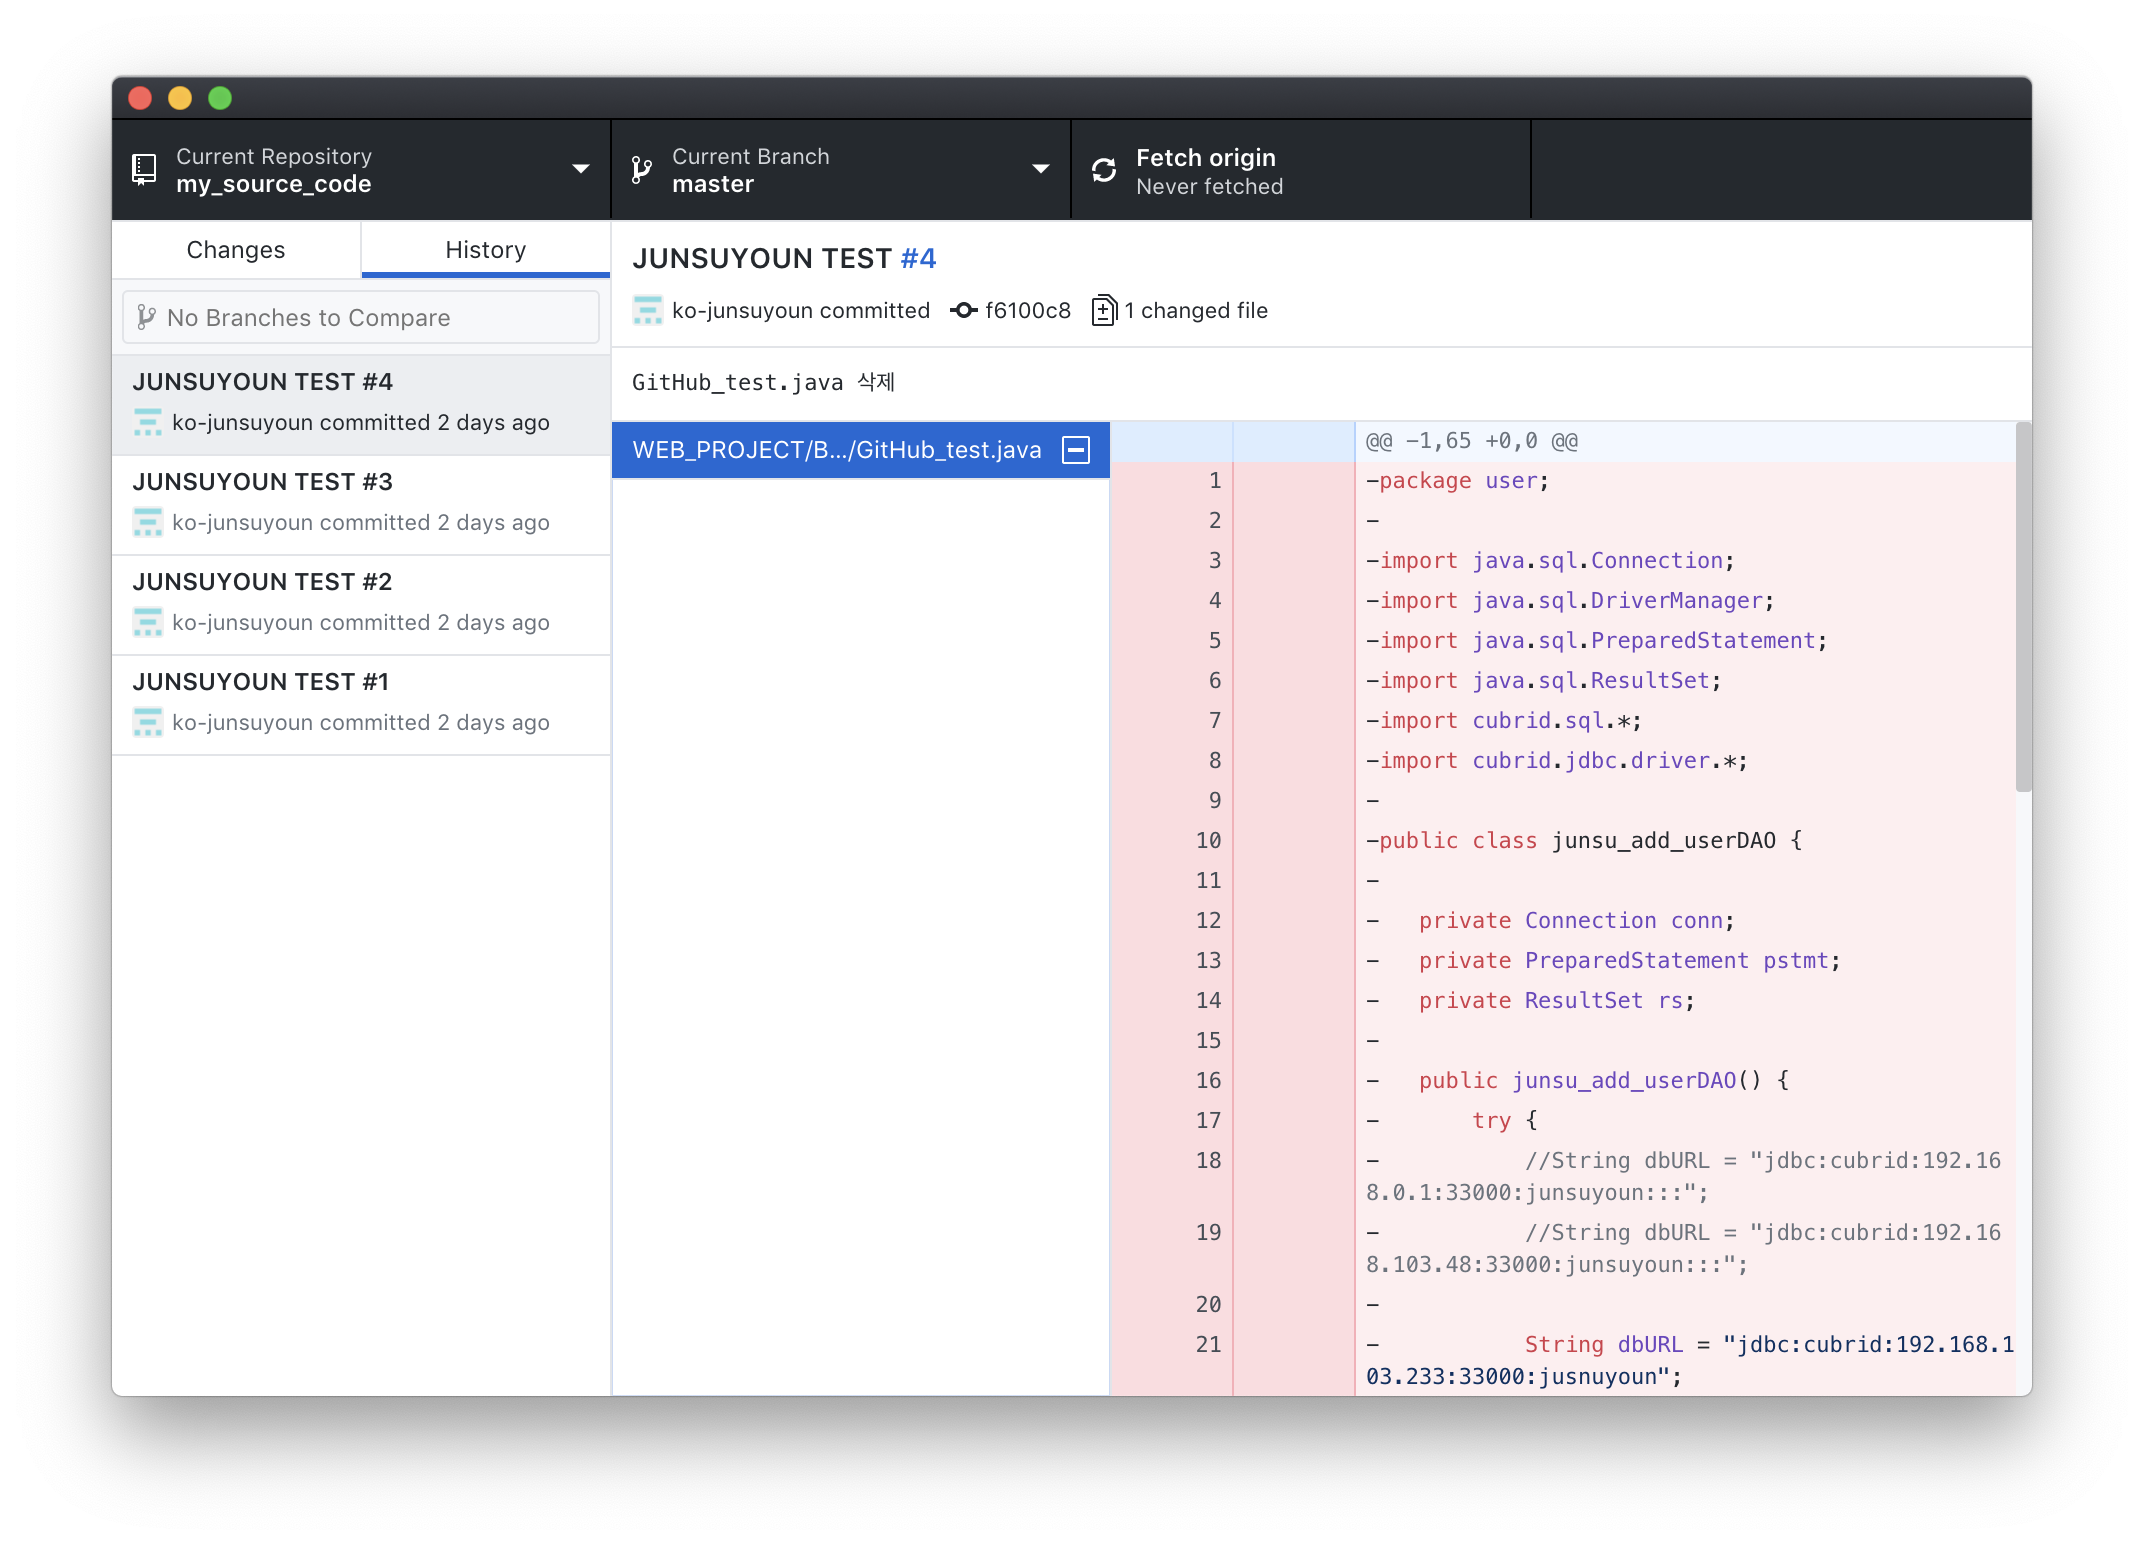 Current Repository
my_source_code
Current Branch
master
Fetch origin
Never fetched
Changes
History
No Branches to Compare
JUNSUYOUN TEST #4
ko-junsuyoun committed 2 days ago
JUNSUYOUN TEST #3
ko-junsuyoun committed 2 days ago
JUNSUYOUN TEST #2
ko-junsuyoun committed 2 days ago
JUNSUYOUN TEST #1
ko-junsuyoun committed 2 days ago
JUNSUYOUN TEST #4
ko-junsuyoun committed f6100c8 1 changed file
GitHub_test.java 삭제
WEB_PROJECT/B.../GitHub_test.java
@@ -1,65 +0,0 @@
1 -package user;
2 -
3 -import java.sql.Connection;
4 -import java.sql.DriverManager;
5 -import java.sql.PreparedStatement;
6 -import java.sql.ResultSet;
7 -import cubrid.sql.*;
8 -import cubrid.jdbc.driver.*;
9 -
10 -public class junsu_add_userDAO {
11 -
12 -   private Connection conn;
13 -   private PreparedStatement pstmt;
14 -   private ResultSet rs;
15 -
16 -   public junsu_add_userDAO() {
17 -       try {
18 -           //String dbURL = "jdbc:cubrid:192.16
8.0.1:33000:junsuyoun:::";
19 -           //String dbURL = "jdbc:cubrid:192.16
8.103.48:33000:junsuyoun:::";
20 -
21 -           String dbURL = "jdbc:cubrid:192.168.1
03.233:33000:jusnuyoun";